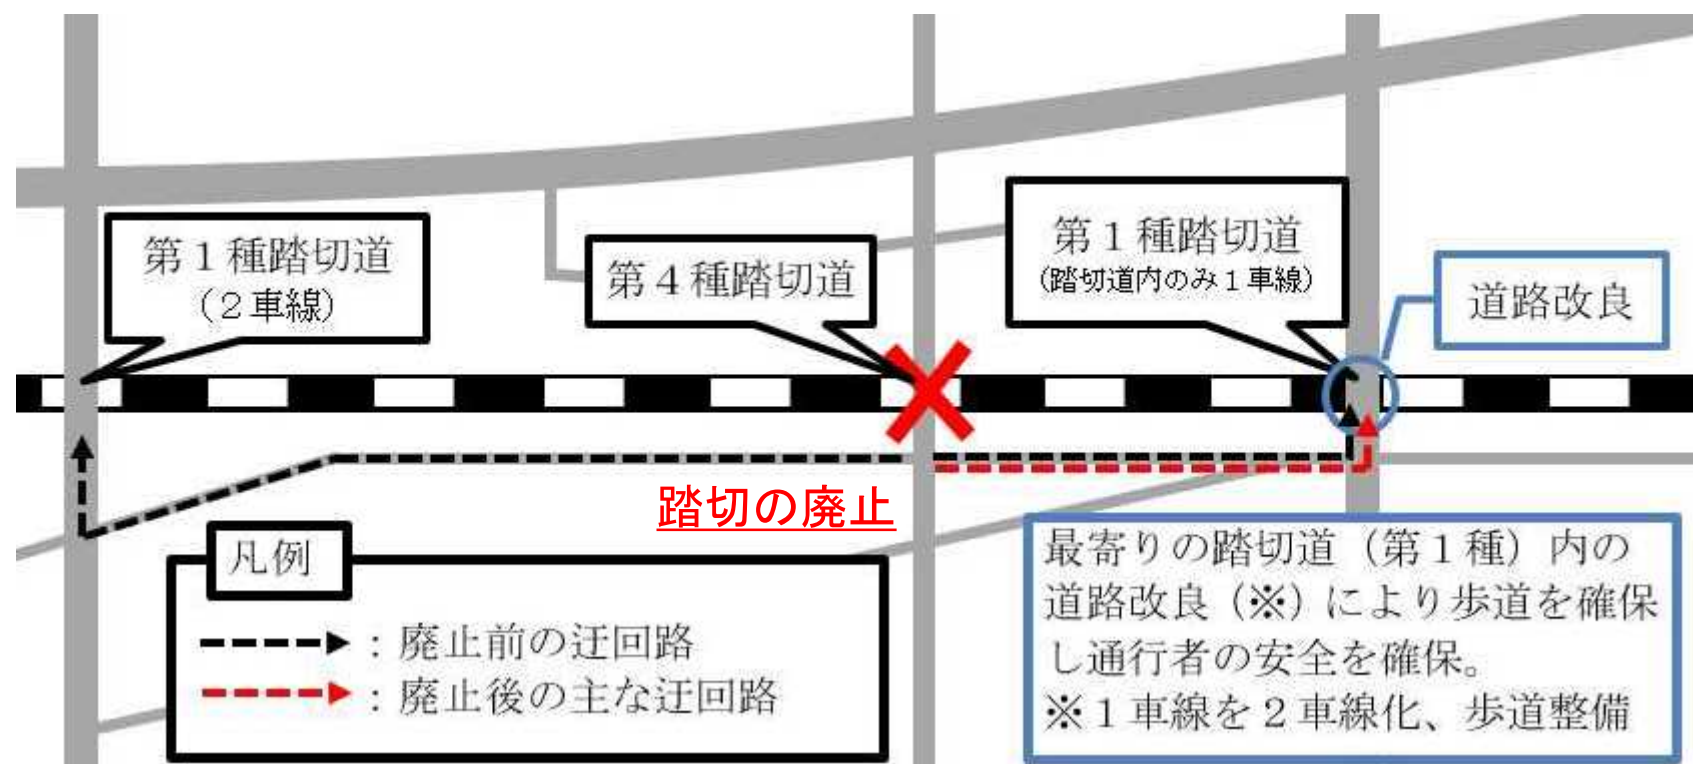 第１種踏切道
（２車線）
第４種踏切道
第１種踏切道
(踏切道内のみ１車線)
道路改良
踏切の廃止
凡例
：廃止前の迂回路
：廃止後の主な迂回路
最寄りの踏切道（第１種）内の
道路改良（※）により歩道を確保
し通行者の安全を確保。
※１車線を２車線化、歩道整備